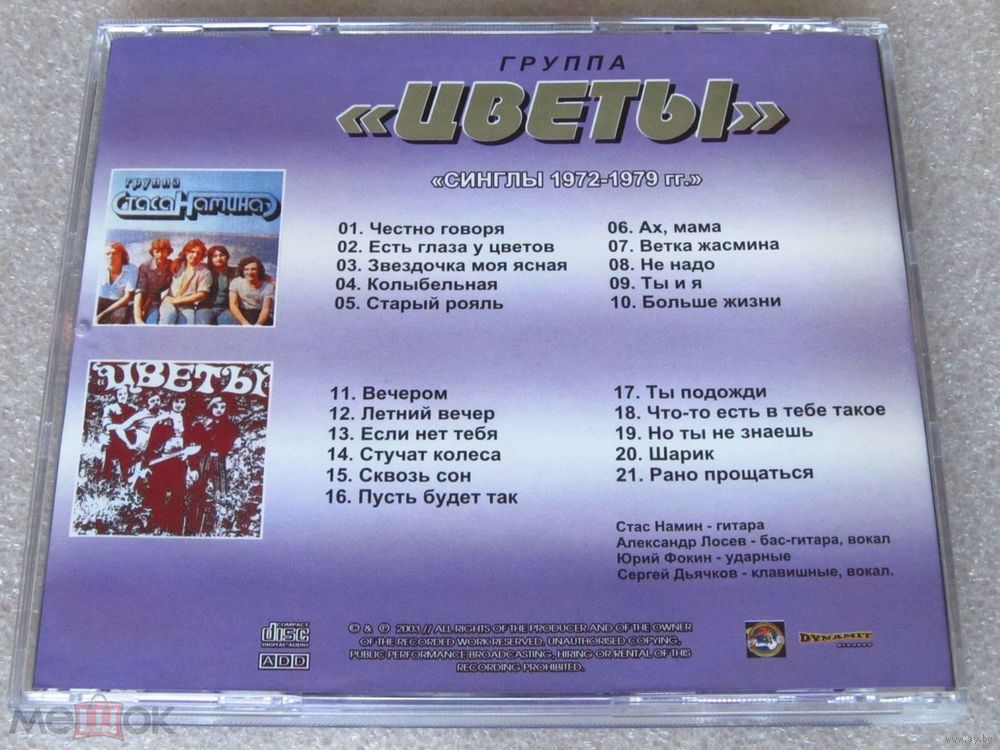 ГРУППА
«ЦВЕТЫ»
«СИНГЛЫ 1972-1979 гг.»
группа
Стаса Намина
01. Честно говоря
02. Есть глаза у цветов
03. Звездочка моя ясная
04. Колыбельная
05. Старый рояль
06. Ах, мама
07. Ветка жасмина
08. Не надо
09. Ты и я
10. Больше жизни
ЦВЕТЫ
11. Вечером
12. Летний вечер
13. Если нет тебя
14. Стучат колеса
15. Сквозь сон
16. Пусть будет так
17. Ты подожди
18. Что-то есть в тебе такое
19. Но ты не знаешь
20. Шарик
21. Рано прощаться
Стас Намин - гитара
Александр Лосев - бас-гитара, вокал
Юрий Фокин - ударные
Сергей Дьячков - клавишные, вокал.
COMPACT
disc
DIGITAL AUDIO
ADD
© & ℗ 2003 // ALL RIGHTS OF THE PRODUCER AND OF THE OWNER
OF THE RECORDED WORK RESERVED. UNAUTHORISED COPYING,
PUBLIC PERFORMANCE BROADCASTING, HIRING OR RENTAL OF THIS
RECORDING PROHIBITED.
DYNAMIT
RECORDS
мешок
www.ay.by